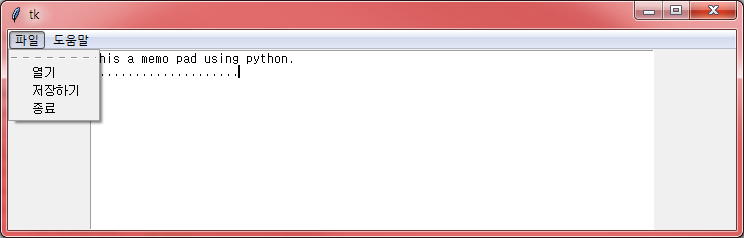 tk
파일 도움말
his a memo pad using python.
.....................
열기
저장하기
종료